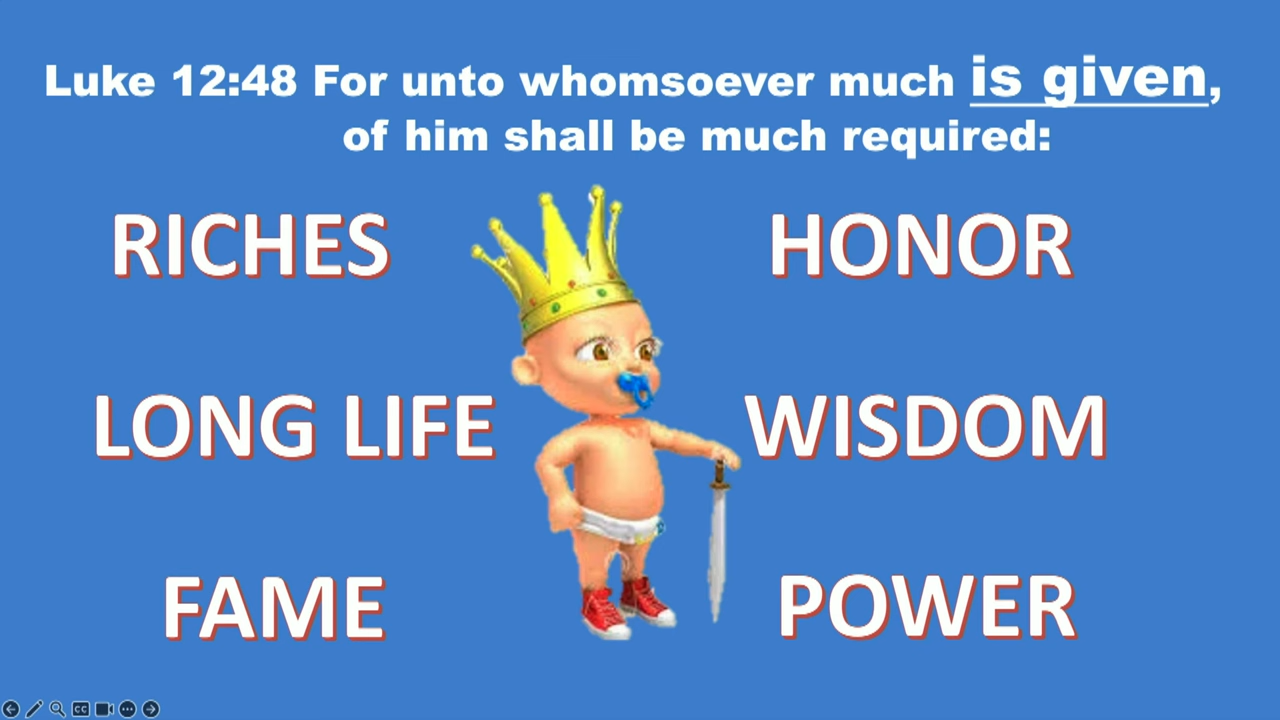 Luke 12:48 For unto whomsoever much is given,
of him shall be much required:
RICHES
HONOR
LONG LIFE
WISDOM
FAME
POWER
CC